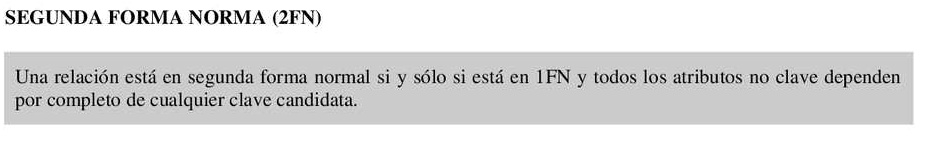 SEGUNDA FORMA NORMA (2FN)
Una relación está en segunda forma normal si y sólo si está en 1FN y todos los atributos no clave dependen
por completo de cualquier clave candidata.